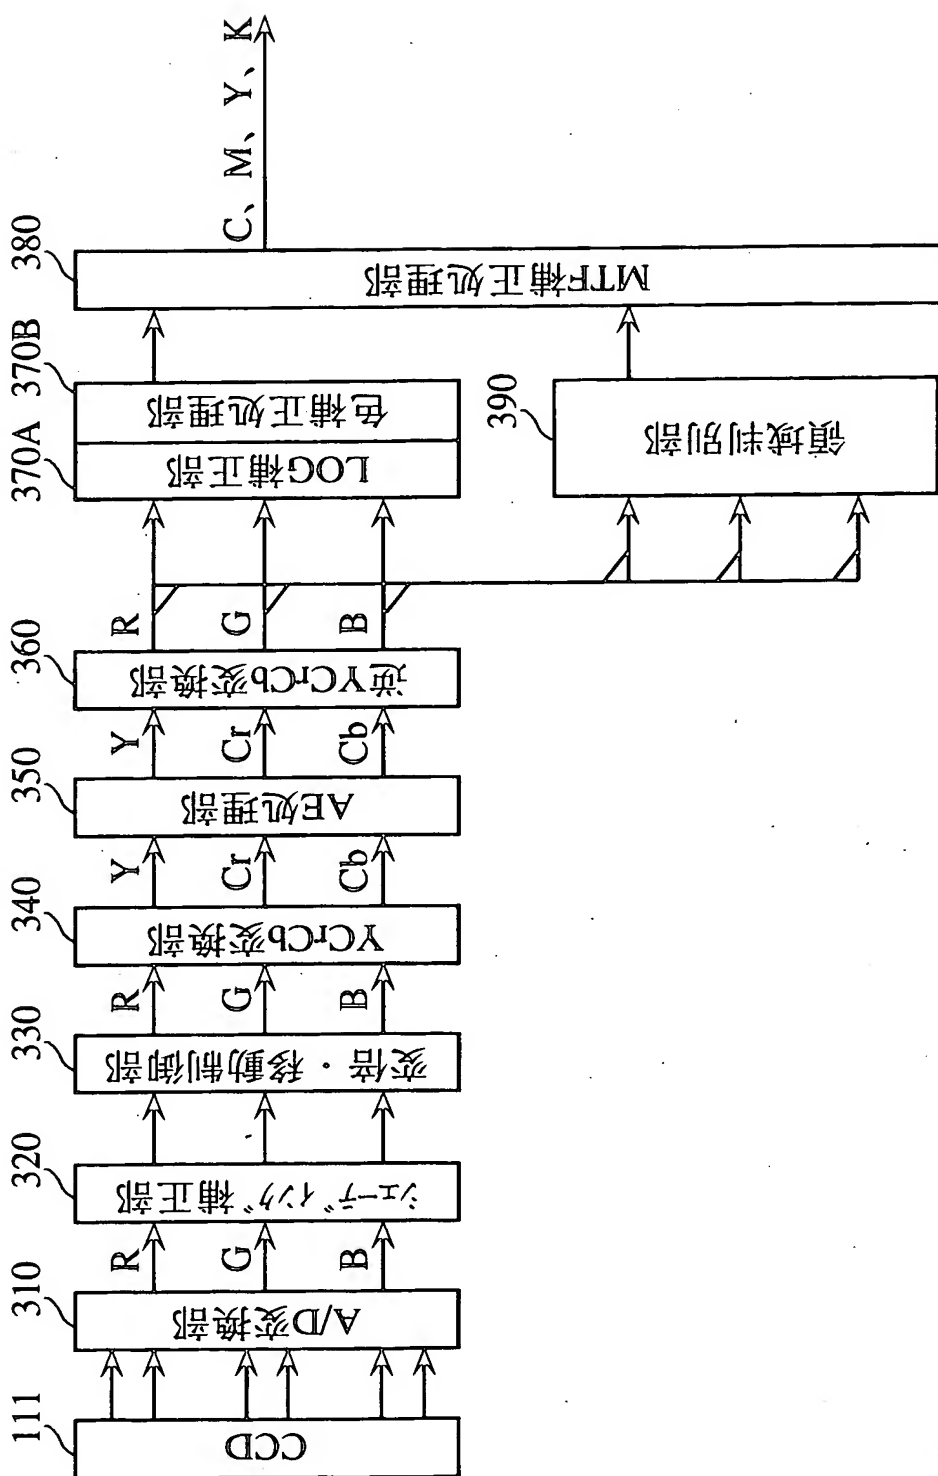 111
CCD
310
A/D変換部
R
G
B
320
シェーディング補正部
330
変倍・移動制御部
R
G
B
340
YCrCb変換部
Y
Cr
Cb
350
AE処理部
Y
Cr
Cb
360
逆YCrCb変換部
R
G
B
370A
LOG補正部
370B
色補正処理部
390
領域判別部
380
MTF補正処理部
C、M、Y、K